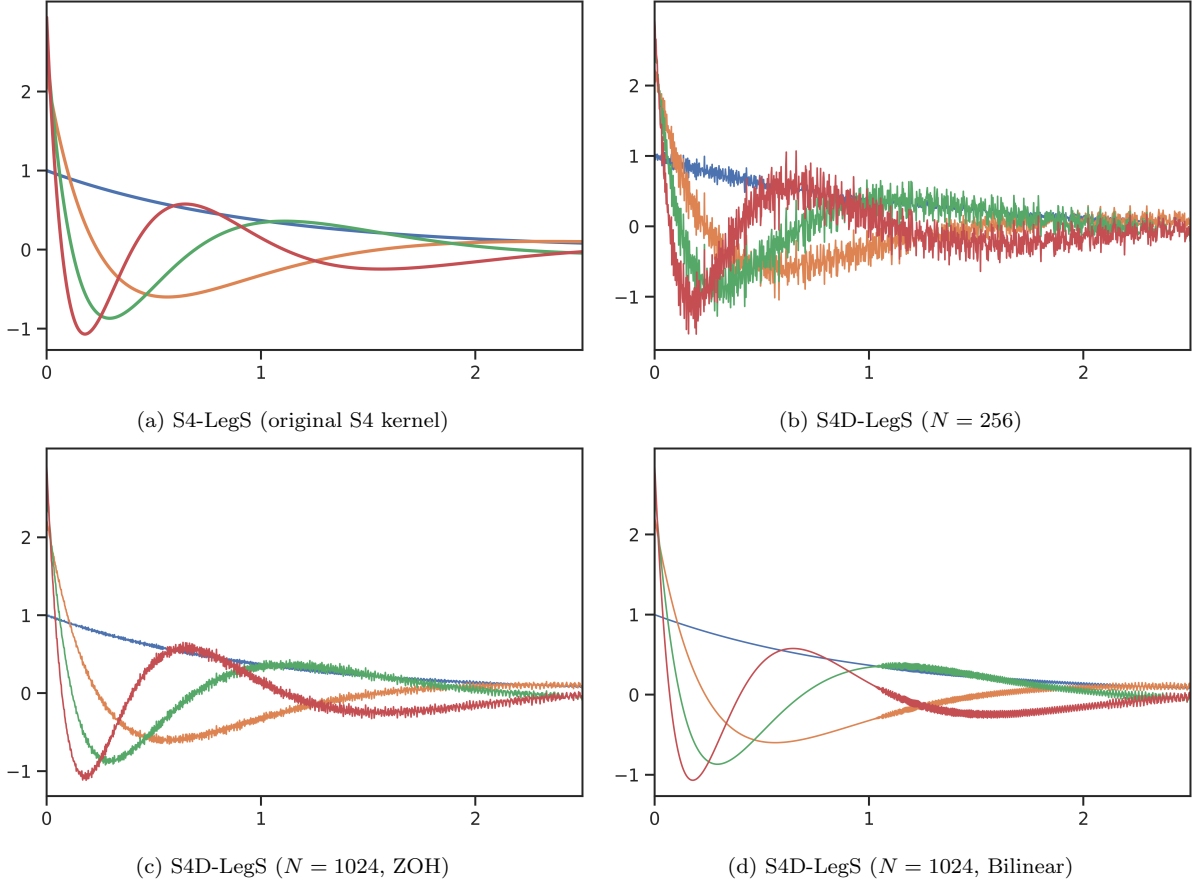 2
1
0
−1
0 1 2
(a) S4-LegS (original S4 kernel)
2
1
0
−1
0 1 2
(b) S4D-LegS (N = 256)
2
1
0
−1
0 1 2
(c) S4D-LegS (N = 1024, ZOH)
2
1
0
−1
0 1 2
(d) S4D-LegS (N = 1024, Bilinear)